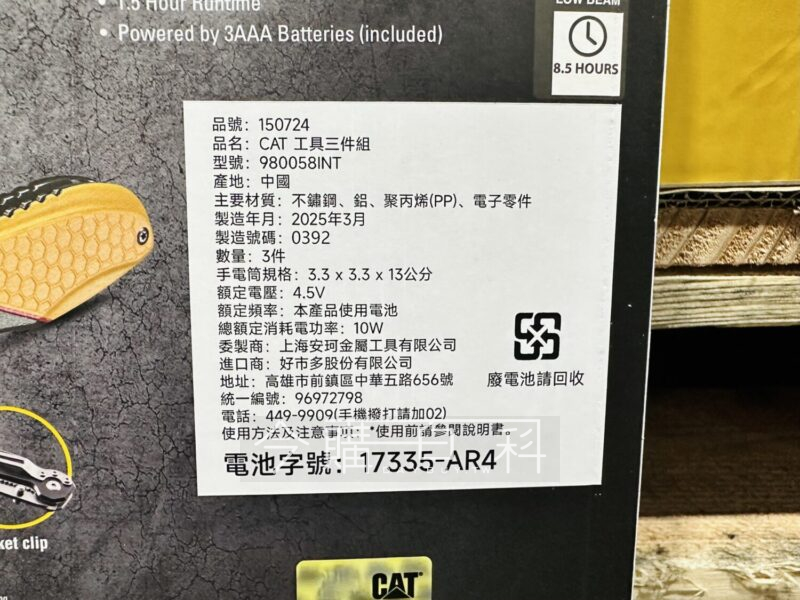 • 1.5 Hour Runtime
• Powered by 3AAA Batteries (included)
LOW BEAM
8.5 HOURS
品號：150724
品名：CAT 工具三件組
型號：980058INT
產地：中國
主要材質：不鏽鋼、鋁、聚丙烯(PP)、電子零件
製造年月：2025年3月
製造號碼：0392
數量：3件
手電筒規格：3.3 x 3.3 x 13公分
額定電壓：4.5V
額定頻率：本產品使用電池
總額定消耗電功率：10W
委製商：上海安珂金屬工具有限公司
進口商：好市多股份有限公司
地址：高雄市前鎮區中華五路656號
統一編號：96972798
電話：449-9909(手機撥打請加02)
使用方法及注意事項：*使用前請參閱說明書。
電池字號：17335-AR4
廢電池請回收
ket clip
CAT